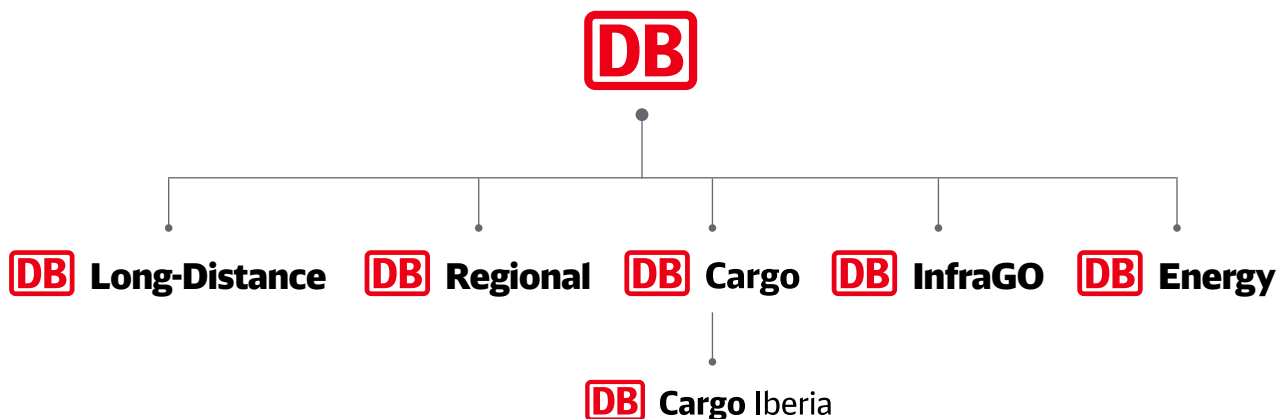 DB
DB Long-Distance DB Regional DB Cargo DB InfraGO DB Energy
DB Cargo Iberia